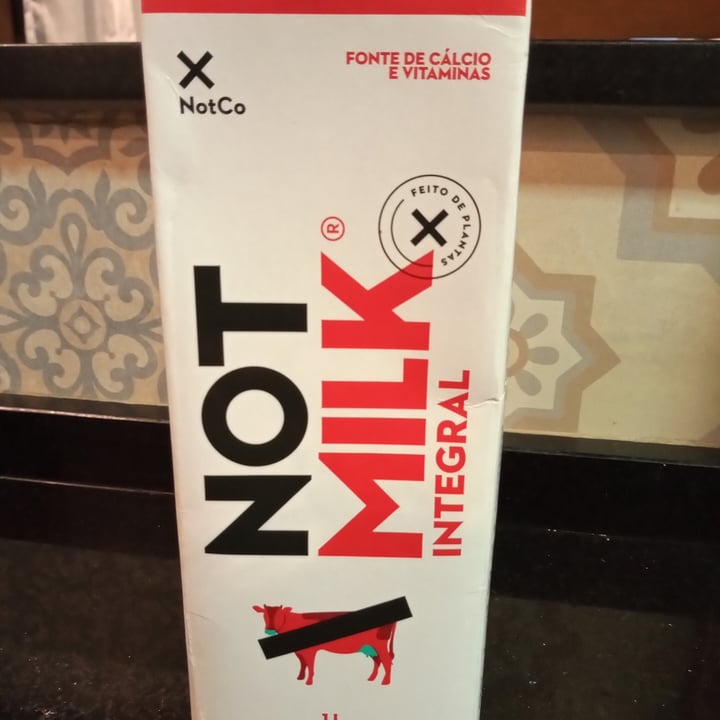 NotCo
FONTE DE CÁLCIO
E VITAMINAS
FEITO DE PLANTAS
NOT
MILK®
INTEGRAL